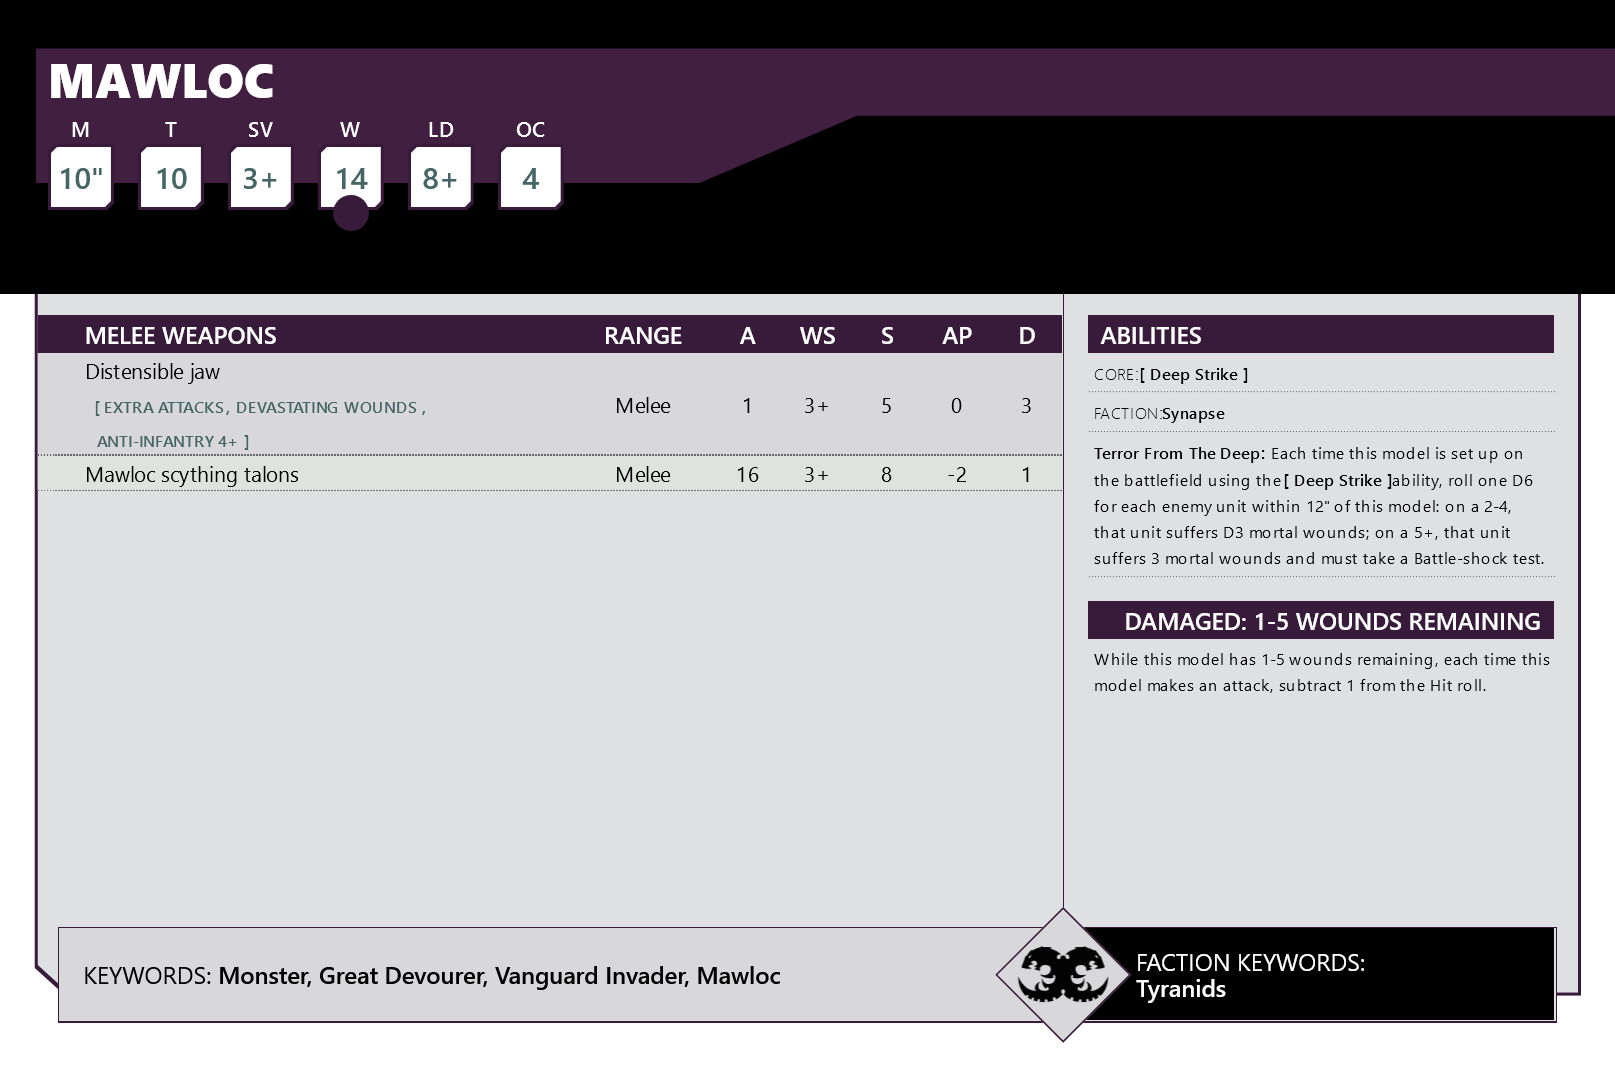 MAWLOC
M T SV W LD OC
10" 10 3+ 14 8+ 4
MELEE WEAPONS RANGE A WS S AP D
Distensible jaw
[ EXTRA ATTACKS, DEVASTATING WOUNDS ,
ANTI-INFANTRY 4+ ]
Melee 1 3+ 5 0 3
Mawloc scything talons Melee 16 3+ 8 -2 1
ABILITIES
CORE:[ Deep Strike ]
FACTION:Synapse
Terror From The Deep: Each time this model is set up on
the battlefield using the[ Deep Strike ]ability, roll one D6
for each enemy unit within 12" of this model: on a 2-4,
that unit suffers D3 mortal wounds; on a 5+, that unit
suffers 3 mortal wounds and must take a Battle-shock test.
DAMAGED: 1-5 WOUNDS REMAINING
While this model has 1-5 wounds remaining, each time this
model makes an attack, subtract 1 from the Hit roll.
KEYWORDS: Monster, Great Devourer, Vanguard Invader, Mawloc
FACTION KEYWORDS:
Tyranids